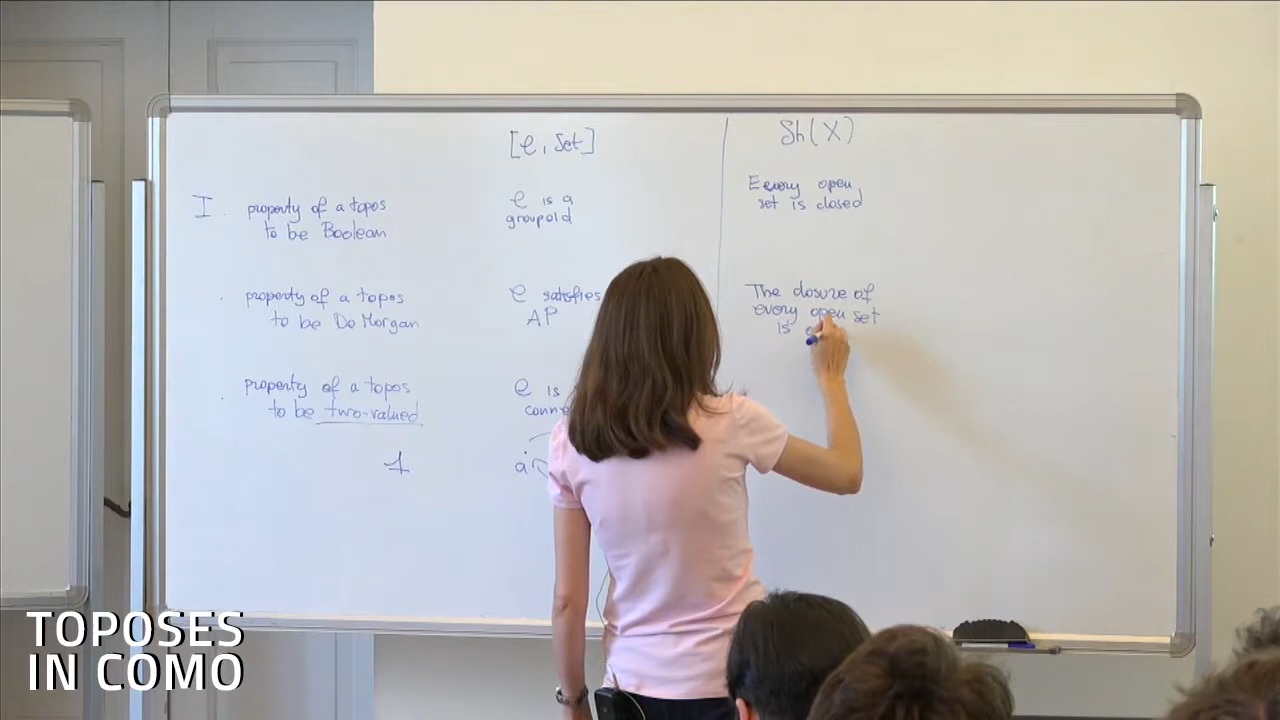 [C, Set]
Sh(X)
I. property of a topos
to be Boolean
C is a
groupoid
Every open
set is closed
. property of a topos
to be De Morgan
C satisfies
AP
The closure of
every open set
is
. property of a topos
to be two-valued
C is
1
a
TOPOSES
IN COMO